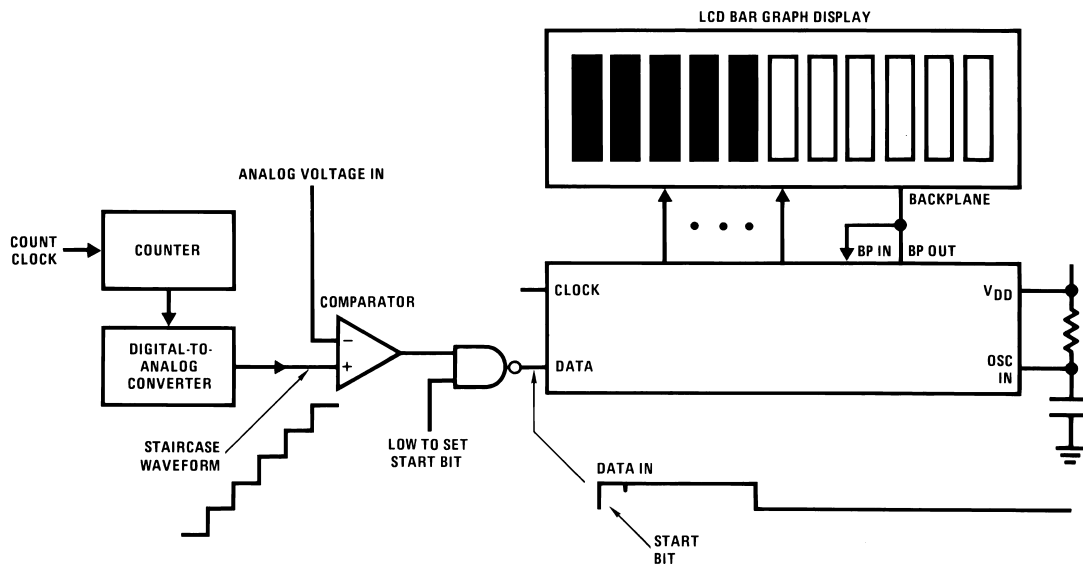 LCD BAR GRAPH DISPLAY
ANALOG VOLTAGE IN
BACKPLANE
COUNT
CLOCK
COUNTER
BP IN
BP OUT
COMPARATOR
CLOCK
VDD
DIGITAL-TO-
ANALOG
CONVERTER
−
+
DATA
OSC
IN
STAIRCASE
WAVEFORM
LOW TO SET
START BIT
DATA IN
START
BIT